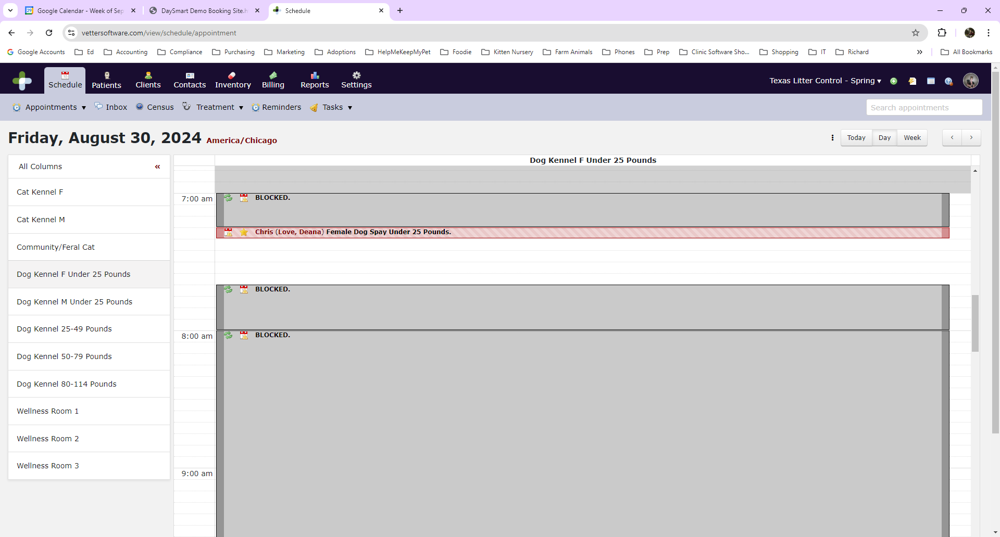 Google Calendar - Week of Sep
DaySmart Demo Booking Site.h
Schedule
vettersoftware.com/view/schedule/appointment
Google Accounts
Ed
Accounting
Compliance
Purchasing
Marketing
Adoptions
HelpMeKeepMyPet
Foodie
Kitten Nursery
Farm Animals
Phones
Prep
Clinic Software Sho...
Shopping
IT
Richard
All Bookmarks
Schedule
Patients
Clients
Contacts
Inventory
Billing
Reports
Settings
Texas Litter Control - Spring
Appointments
Inbox
Census
Treatment
Reminders
Tasks
Search appointments
Friday, August 30, 2024 America/Chicago
Today
Day
Week
All Columns
Cat Kennel F
Cat Kennel M
Community/Feral Cat
Dog Kennel F Under 25 Pounds
Dog Kennel M Under 25 Pounds
Dog Kennel 25-49 Pounds
Dog Kennel 50-79 Pounds
Dog Kennel 80-114 Pounds
Wellness Room 1
Wellness Room 2
Wellness Room 3
Dog Kennel F Under 25 Pounds
7:00 am
BLOCKED.
Chris (Love, Deana) Female Dog Spay Under 25 Pounds.
BLOCKED.
8:00 am
BLOCKED.
9:00 am